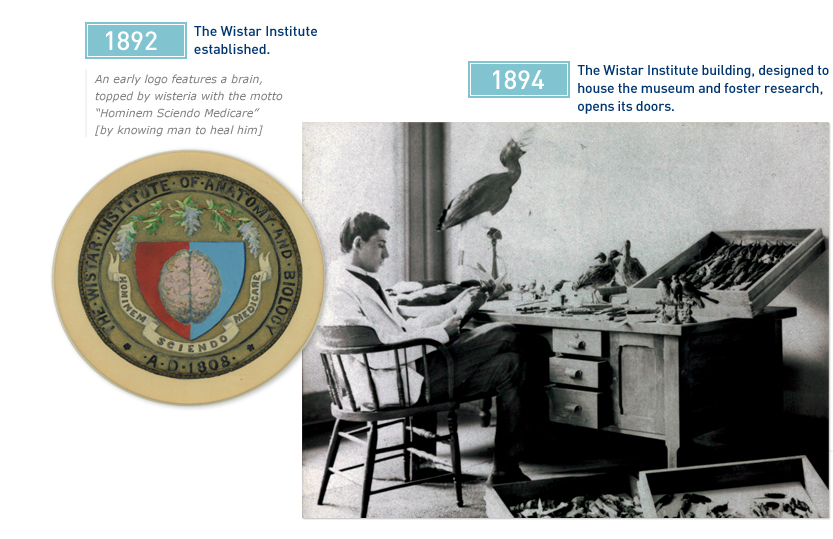 1892
The Wistar Institute
established.
An early logo features a brain,
topped by wisteria with the motto
“Hominem Sciendo Medicare”
[by knowing man to heal him]
1894
The Wistar Institute building, designed to
house the museum and foster research,
opens its doors.
THE·WISTAR·INSTITUTE·OF·ANATOMY·AND·BIOLOGY
HOMINEM
SCIENDO
MEDICARE
·A·D·1808·